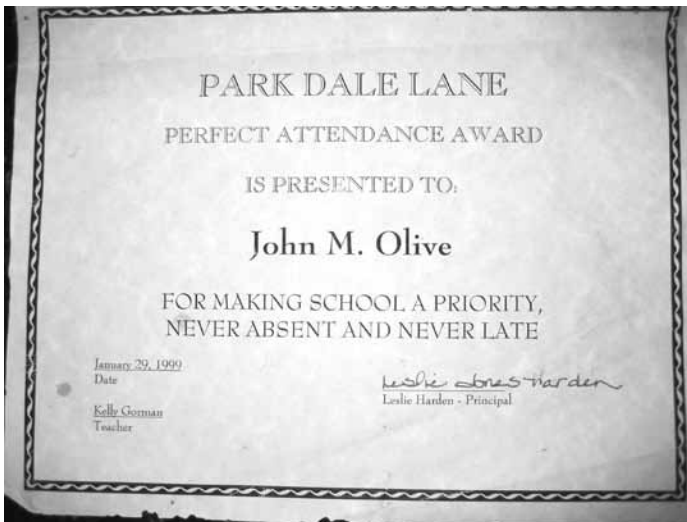 PARK DALE LANE
PERFECT ATTENDANCE AWARD
IS PRESENTED TO:
John M. Olive
FOR MAKING SCHOOL A PRIORITY,
NEVER ABSENT AND NEVER LATE
January 29, 1999
Date
Leslie Jones Harden
Leslie Harden - Principal
Kelly Gorman
Teacher